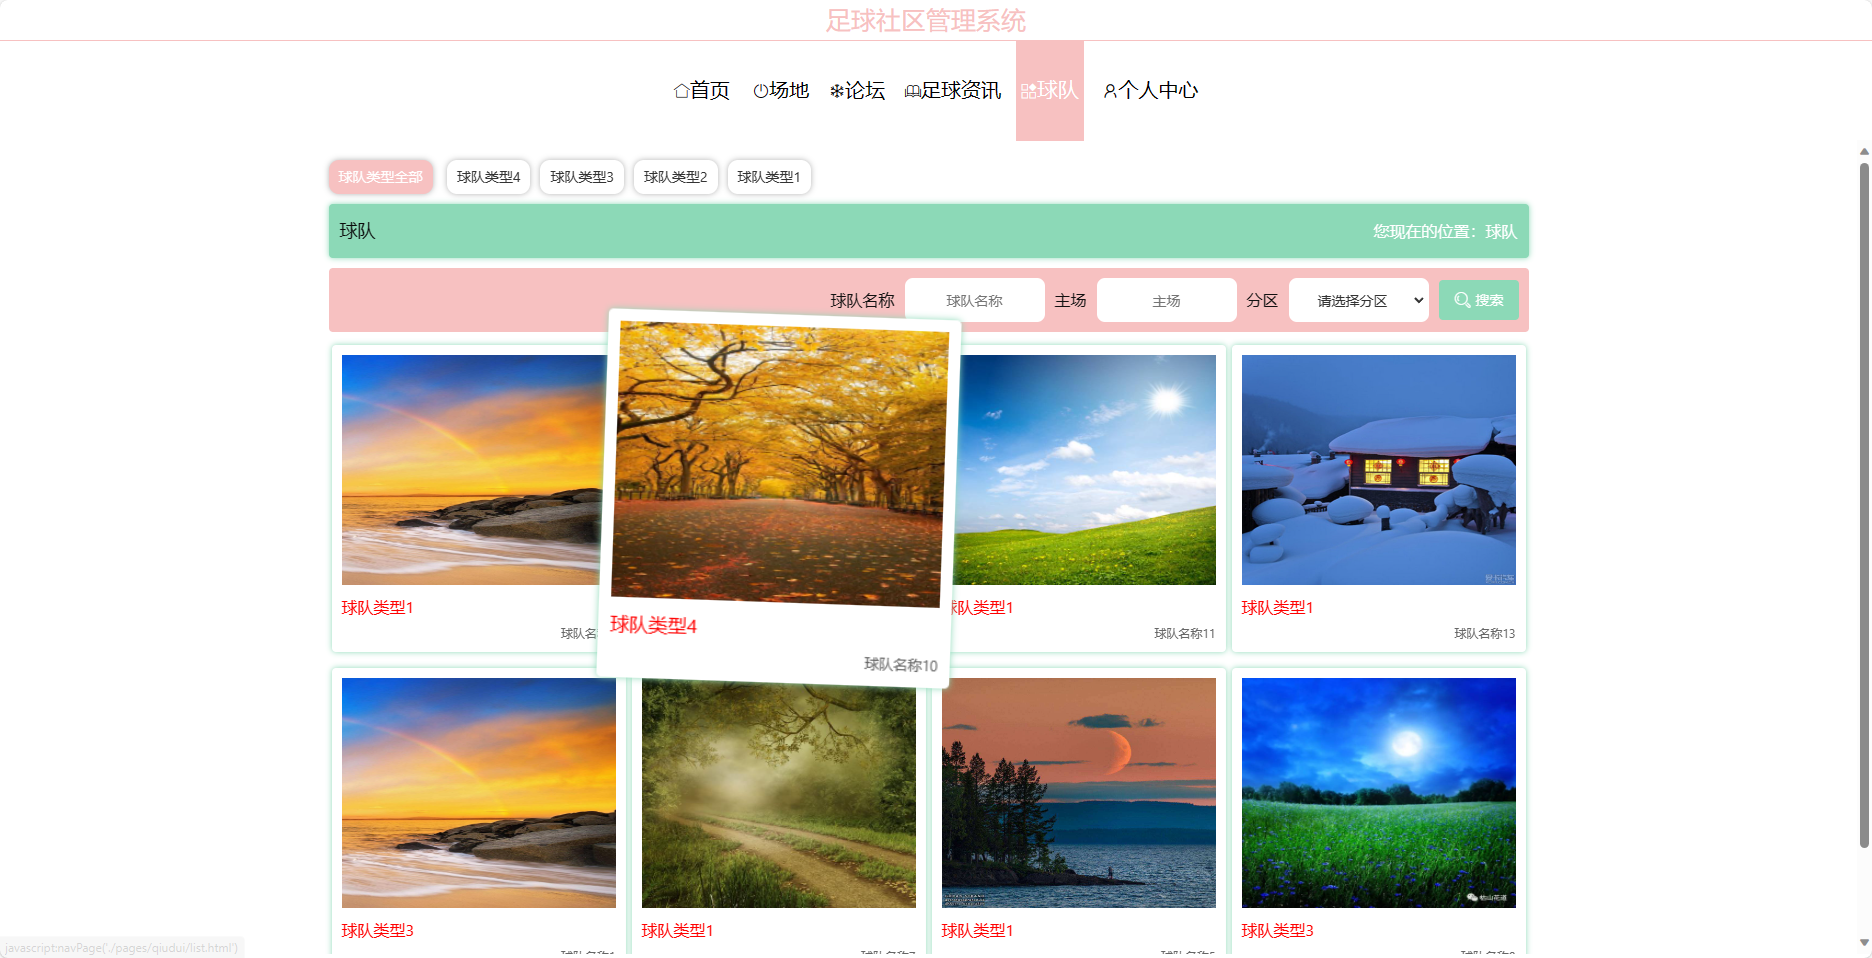 足球社区管理系统
首页 场地 论坛 足球资讯 球队 个人中心
球队类型全部 球队类型4 球队类型3 球队类型2 球队类型1
球队 您现在的位置：球队
球队名称 球队名称 主场 主场 分区 请选择分区 搜索
球队类型1
球队名
球队类型4
球队名称10
球队类型1
球队名称11
球队类型1
球队名称13
球队类型3
球队类型1
球队类型1
球队类型3
javascript:navPage('./pages/qiudui/list.html')